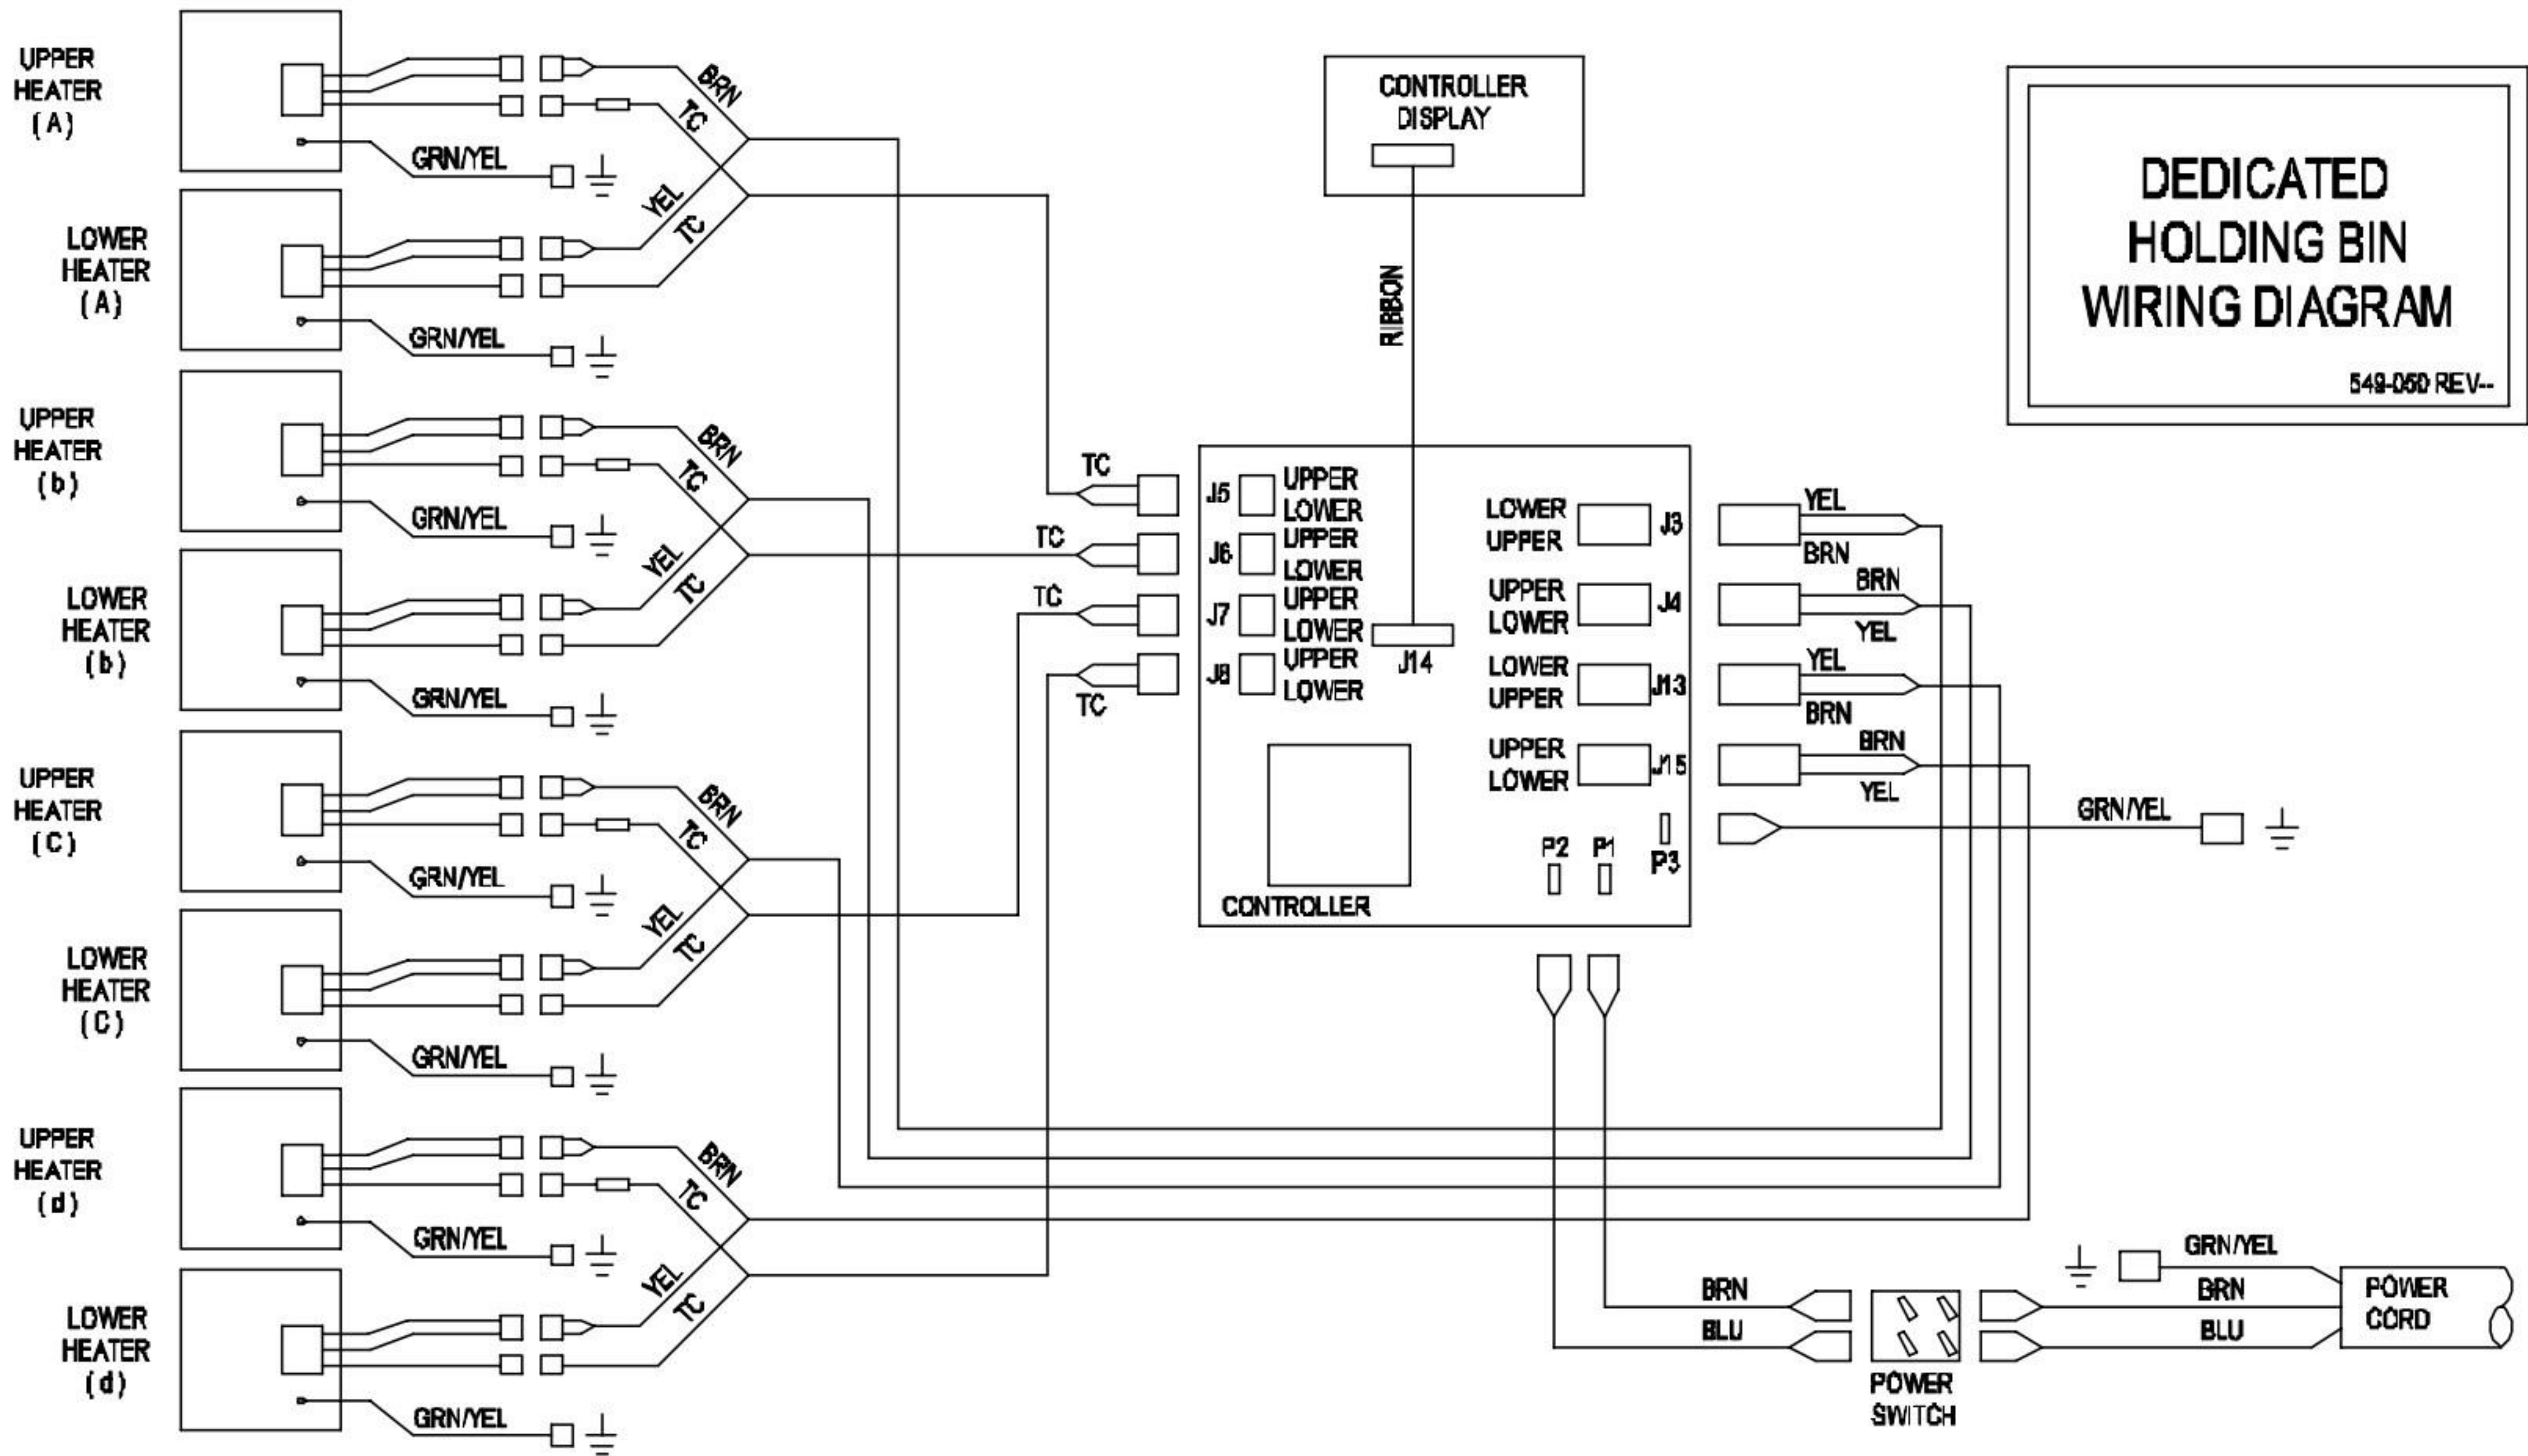 UPPER
HEATER
(A)
BRN
TC
GRN/YEL
LOWER
HEATER
(A)
YEL
TC
GRN/YEL
UPPER
HEATER
(b)
BRN
TC
GRN/YEL
LOWER
HEATER
(b)
YEL
TC
GRN/YEL
UPPER
HEATER
(C)
BRN
TC
GRN/YEL
LOWER
HEATER
(C)
YEL
TC
GRN/YEL
UPPER
HEATER
(d)
BRN
TC
GRN/YEL
LOWER
HEATER
(d)
YEL
TC
GRN/YEL
CONTROLLER
DISPLAY
RIBBON
TC
TC
TC
TC
J5 UPPER
LOWER
J6 UPPER
LOWER
J7 UPPER
LOWER
J8 UPPER
LOWER
J14
LOWER
UPPER J3
UPPER
LOWER J4
LOWER
UPPER J13
UPPER
LOWER J15
P2 P1 P3
CONTROLLER
YEL
BRN
BRN
YEL
YEL
BRN
BRN
YEL
GRN/YEL
DEDICATED
HOLDING BIN
WIRING DIAGRAM
549-050 REV--
BRN
BLU
POWER
SWITCH
GRN/YEL
BRN
BLU
POWER
CORD